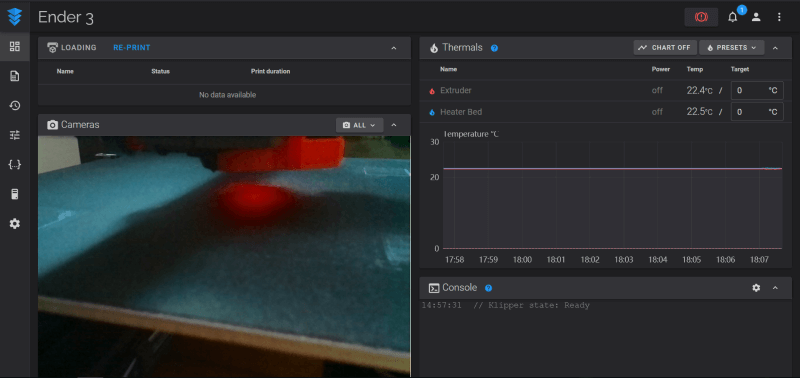 Ender 3
1
LOADING RE-PRINT
Name Status Print duration
No data available
Cameras ALL
Thermals ? CHART OFF PRESETS
Name Power Temp Target
Extruder off 22.4°C / 0 °C
Heater Bed off 22.5°C / 0 °C
Temperature °C
30
20
0
17:58 17:59 18:00 18:01 18:02 18:03 18:04 18:05 18:06 18:07
Console ?
14:57:31 // Klipper state: Ready